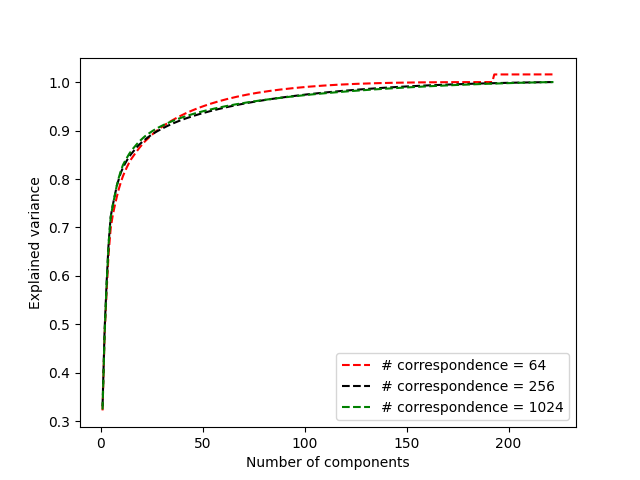 1.0
0.9
0.8
0.7
0.6
0.5
0.4
0.3
Explained variance
# correspondence = 64
# correspondence = 256
# correspondence = 1024
0 50 100 150 200
Number of components